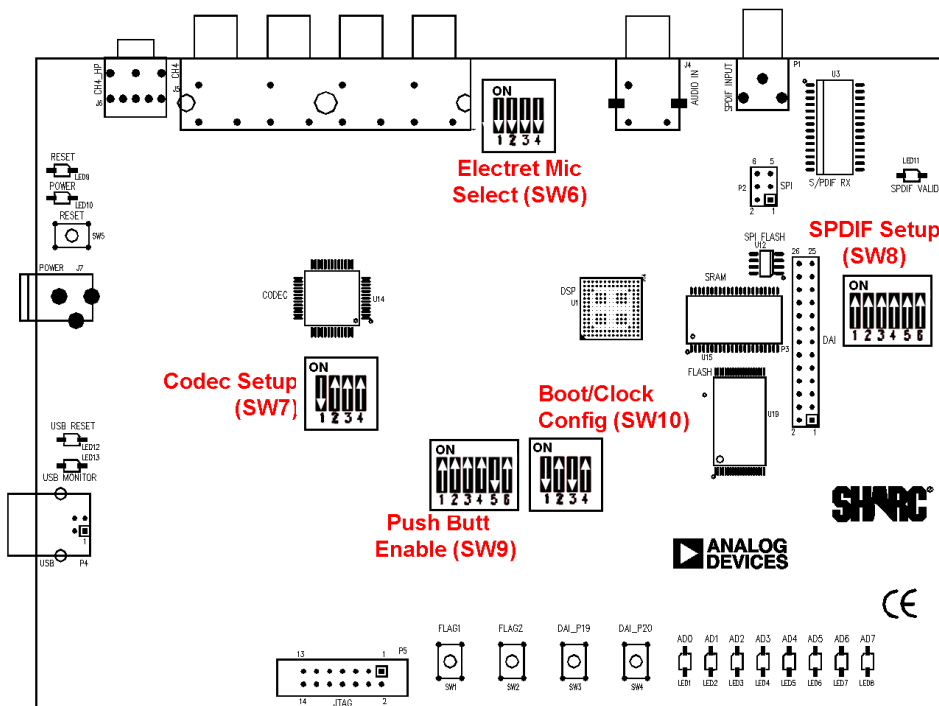 CH4_HP
J6
CH4
J5
J4
AUDIO IN
SPDIF INPUT
P1
U3
S/PDIF RX
ON
1 2 3 4
Electret Mic
Select (SW6)
RESET
LED9
POWER
LED10
RESET
SW5
POWER J7
6 5
P2 SPI
2 1
LED11
SPDIF VALID
SPDIF Setup
(SW8)
ON
1 2 3 4 5 6
SPI FLASH
U12
26 25
DAI
P3
2 1
CODEC
U14
DSP
U1
SRAM
U15
FLASH
U19
Codec Setup
(SW7)
ON
1 2 3 4
Boot/Clock
Config (SW10)
ON
1 2 3 4
ON
1 2 3 4 5 6
Push Butt
Enable (SW9)
USB RESET
LED12
LED13
USB MONITOR
1
USB P4
SHARC®
ANALOG
DEVICES
CE
13 1 P5
14 JTAG 2
FLAG1 FLAG2 DAI_P19 DAI_P20
SW1 SW2 SW3 SW4
AD0 AD1 AD2 AD3 AD4 AD5 AD6 AD7
LED1 LED2 LED3 LED4 LED5 LED6 LED7 LED8